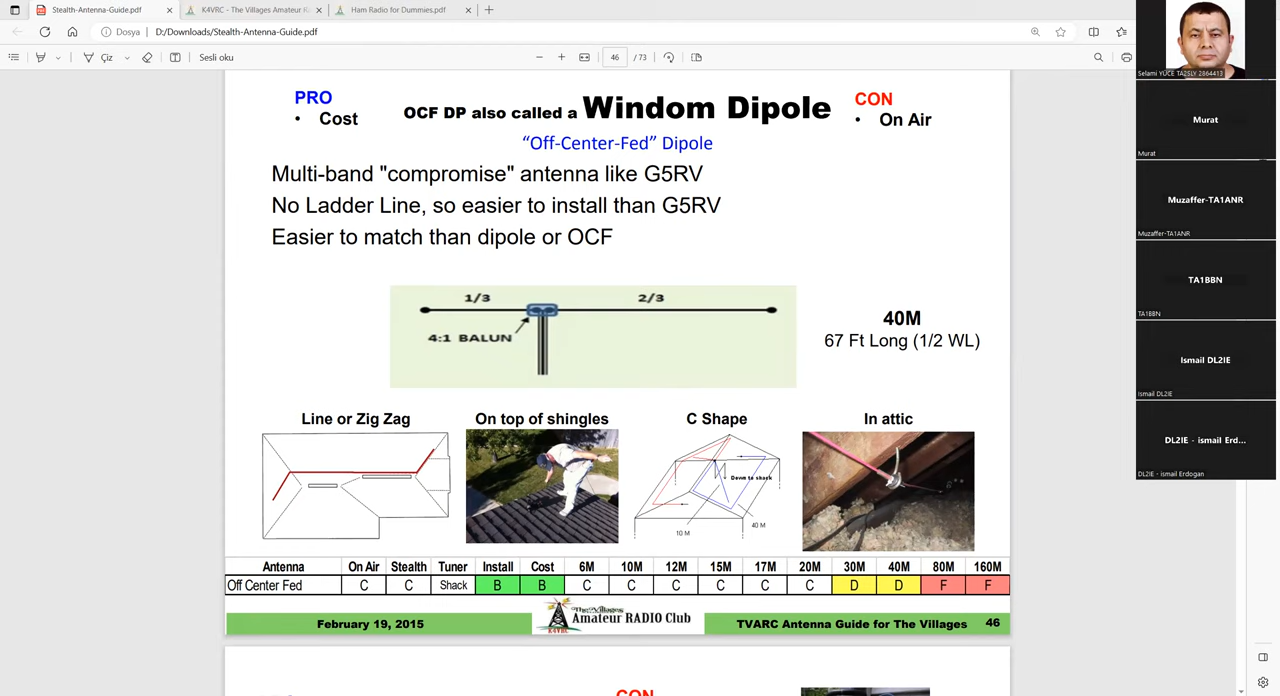 Stealth-Antenna-Guide.pdf
K4VRC - The Villages Amateur R
Ham Radio for Dummies.pdf
Dosya
D:/Downloads/Stealth-Antenna-Guide.pdf
Çiz
Sesli oku
46 / 73
PRO
• Cost
OCF DP also called a Windom Dipole
CON
• On Air
“Off-Center-Fed” Dipole
Multi-band "compromise" antenna like G5RV
No Ladder Line, so easier to install than G5RV
Easier to match than dipole or OCF
1/3
2/3
4:1 BALUN
40M
67 Ft Long (1/2 WL)
Line or Zig Zag
On top of shingles
C Shape
In attic
Down to shack
10 M
40 M
Antenna On Air Stealth Tuner Install Cost 6M 10M 12M 15M 17M 20M 30M 40M 80M 160M
Off Center Fed C C Shack B B C C C C C C D D F F
February 19, 2015
The Villages
Amateur RADIO Club
K4VRC
TVARC Antenna Guide for The Villages 46
CON
Selami YÜCE TA2SLY 2864413
Murat
Murat
Muzaffer-TA1ANR
Muzaffer-TA1ANR
TA1BBN
TA1BBN
Ismail DL2IE
Ismail DL2IE
DL2IE - ismail Erd...
DL2IE - ismail Erdogan